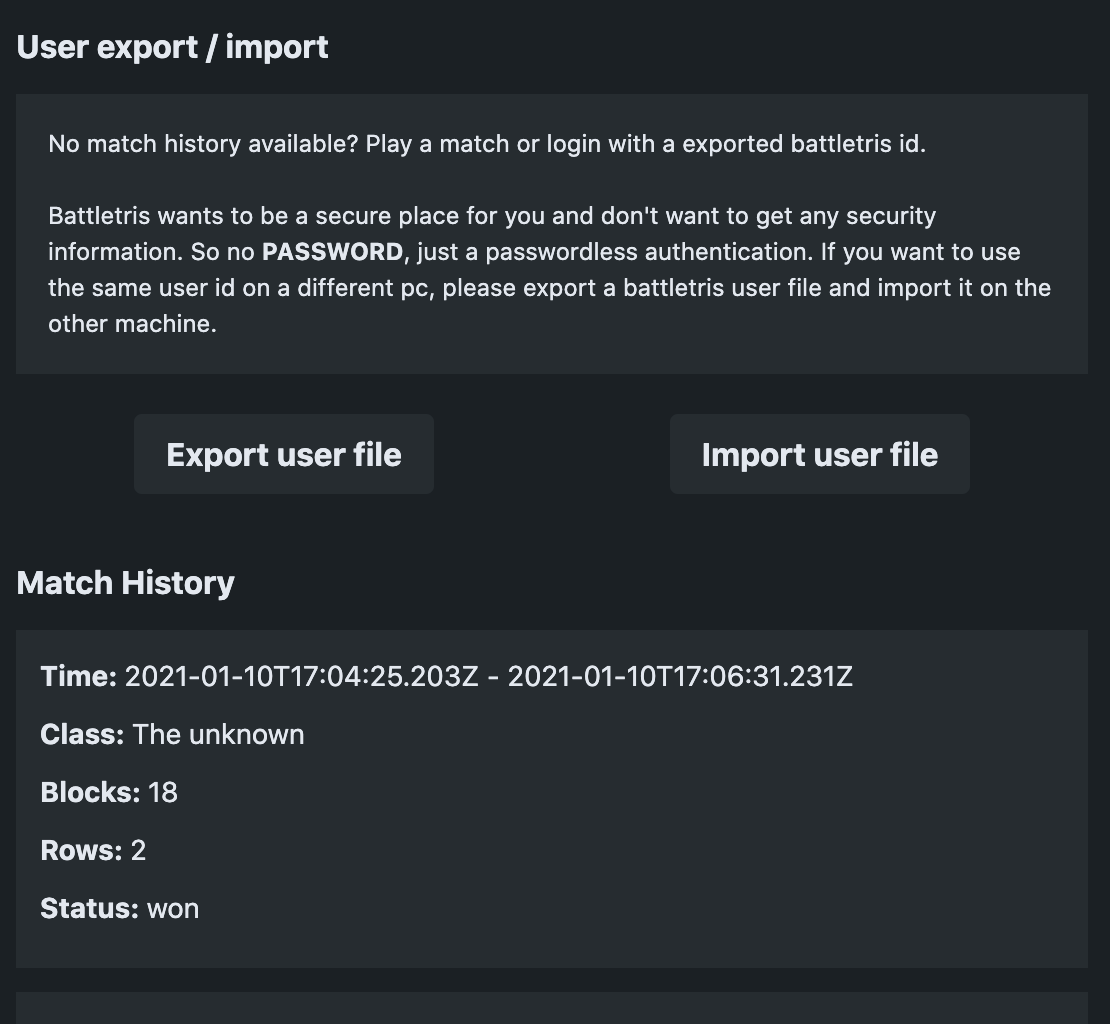 User export / import
No match history available? Play a match or login with a exported battletris id.
Battletris wants to be a secure place for you and don't want to get any security
information. So no PASSWORD, just a passwordless authentication. If you want to use
the same user id on a different pc, please export a battletris user file and import it on the
other machine.
Export user file
Import user file
Match History
Time: 2021-01-10T17:04:25.203Z - 2021-01-10T17:06:31.231Z
Class: The unknown
Blocks: 18
Rows: 2
Status: won